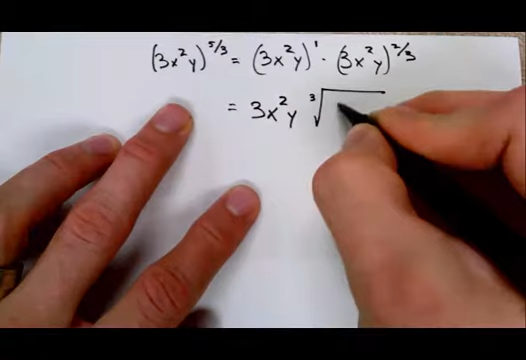 (3x²y)^5/3 = (3x²y)^1 · (3x²y)^2/3
= 3x²y ∛